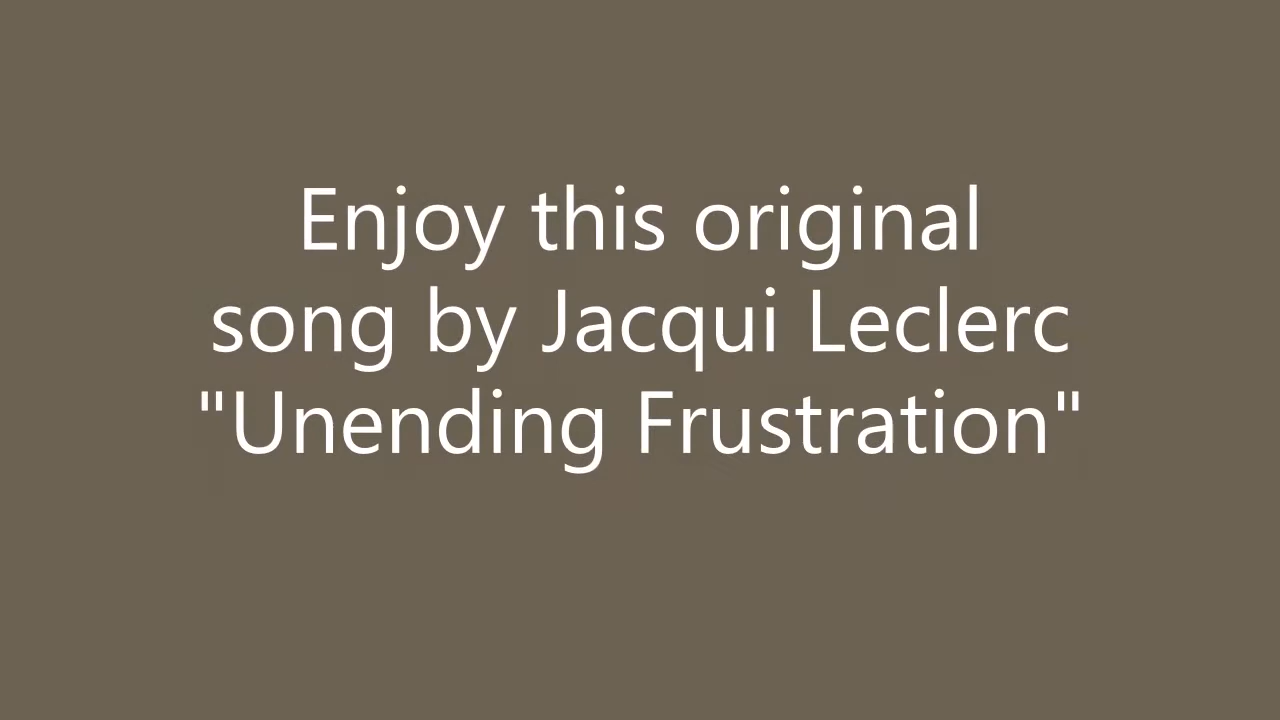 Enjoy this original
song by Jacqui Leclerc
"Unending Frustration"